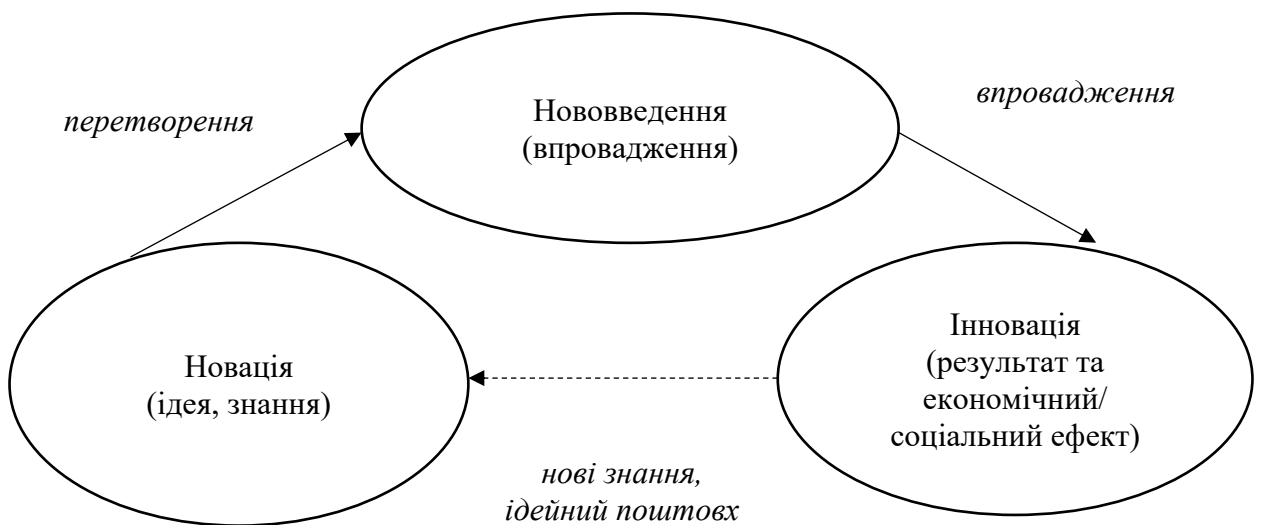 перетворення
Нововведення
(впровадження)
впровадження
Новація
(ідея, знання)
Інновація
(результат та
економічний/
соціальний ефект)
нові знання,
ідейний поштовх